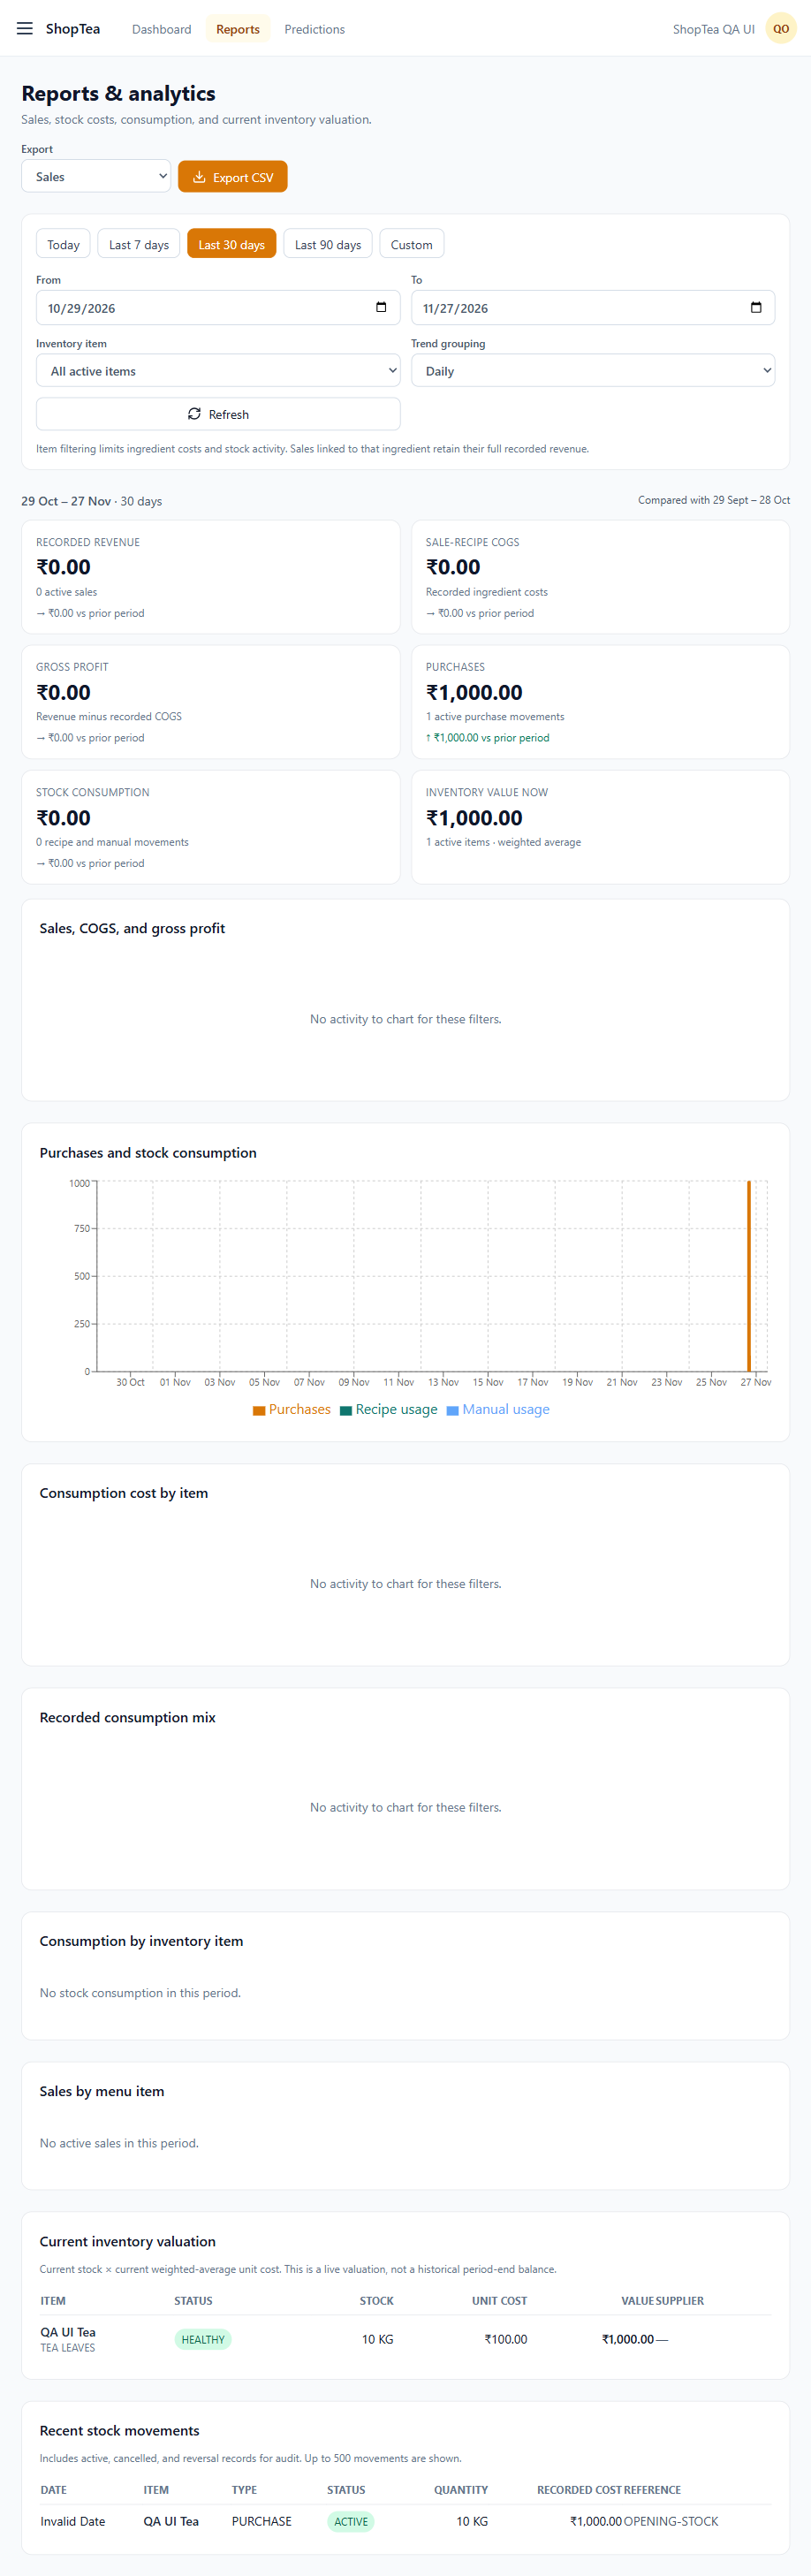 ShopTea Dashboard Reports Predictions ShopTea QA UI QO
Reports & analytics
Sales, stock costs, consumption, and current inventory valuation.
Export
Sales Export CSV
Today Last 7 days Last 30 days Last 90 days Custom
From To
10/29/2026 11/27/2026
Inventory item Trend grouping
All active items Daily
Refresh
Item filtering limits ingredient costs and stock activity. Sales linked to that ingredient retain their full recorded revenue.
29 Oct – 27 Nov · 30 days Compared with 29 Sept – 28 Oct
RECORDED REVENUE
₹0.00
0 active sales
→ ₹0.00 vs prior period
SALE-RECIPE COGS
₹0.00
Recorded ingredient costs
→ ₹0.00 vs prior period
GROSS PROFIT
₹0.00
Revenue minus recorded COGS
→ ₹0.00 vs prior period
PURCHASES
₹1,000.00
1 active purchase movements
↑ ₹1,000.00 vs prior period
STOCK CONSUMPTION
₹0.00
0 recipe and manual movements
→ ₹0.00 vs prior period
INVENTORY VALUE NOW
₹1,000.00
1 active items · weighted average
Sales, COGS, and gross profit
No activity to chart for these filters.
Purchases and stock consumption
1000
750
500
250
0
30 Oct 01 Nov 03 Nov 05 Nov 07 Nov 09 Nov 11 Nov 13 Nov 15 Nov 17 Nov 19 Nov 21 Nov 23 Nov 25 Nov 27 Nov
Purchases Recipe usage Manual usage
Consumption cost by item
No activity to chart for these filters.
Recorded consumption mix
No activity to chart for these filters.
Consumption by inventory item
No stock consumption in this period.
Sales by menu item
No active sales in this period.
Current inventory valuation
Current stock × current weighted-average unit cost. This is a live valuation, not a historical period-end balance.
ITEM STATUS STOCK UNIT COST VALUE SUPPLIER
QA UI Tea HEALTHY 10 KG ₹100.00 ₹1,000.00 —
TEA LEAVES
Recent stock movements
Includes active, cancelled, and reversal records for audit. Up to 500 movements are shown.
DATE ITEM TYPE STATUS QUANTITY RECORDED COST REFERENCE
Invalid Date QA UI Tea PURCHASE ACTIVE 10 KG ₹1,000.00 OPENING-STOCK